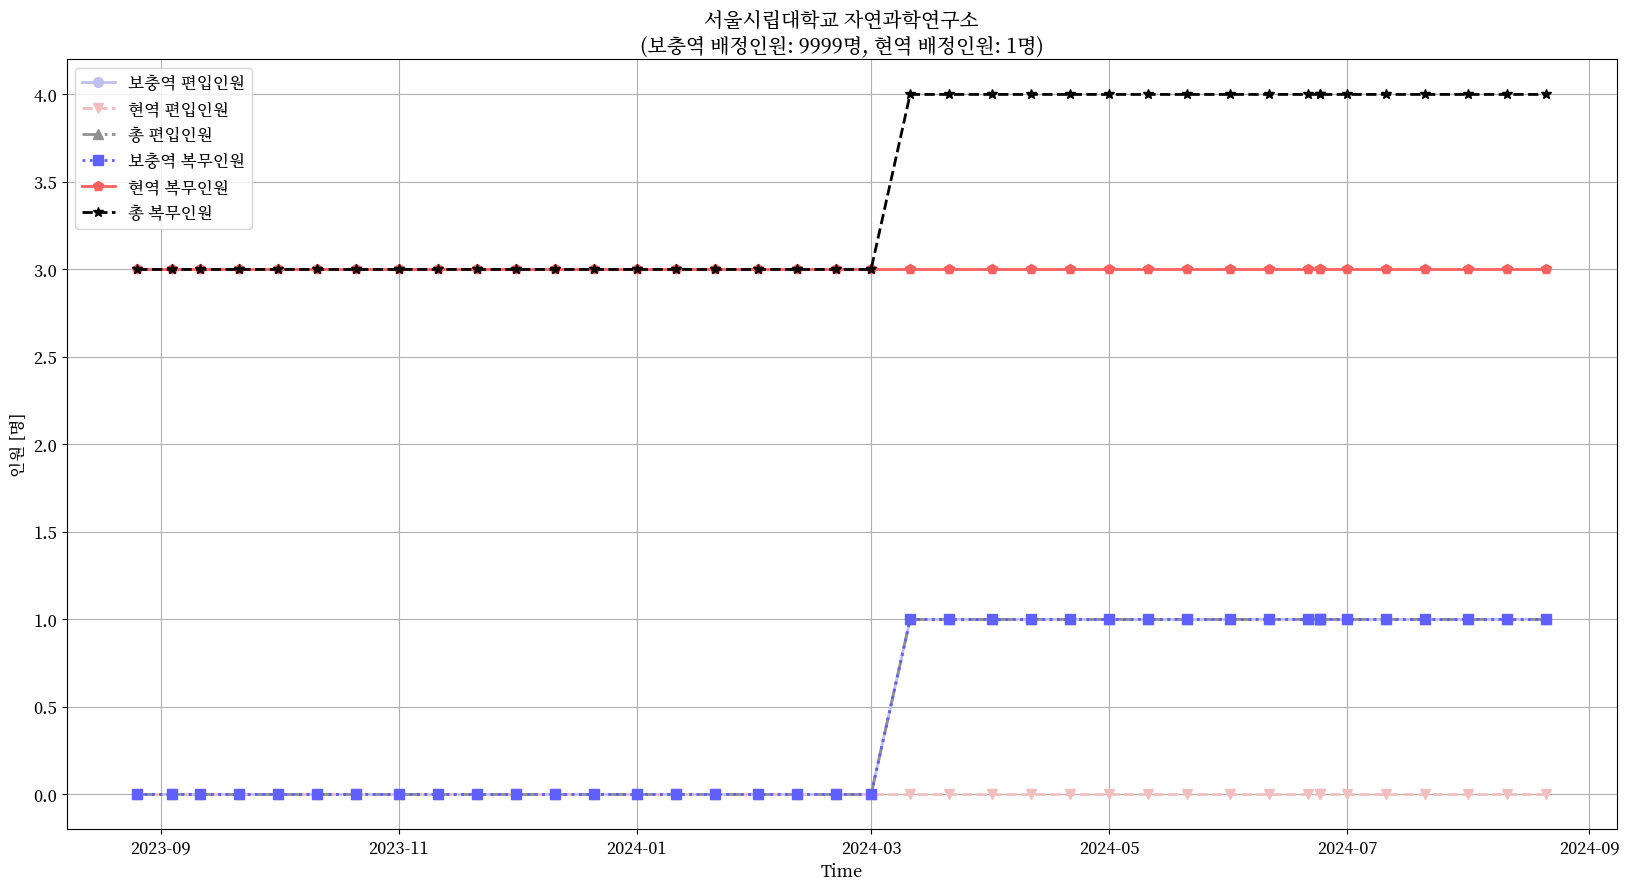 서울시립대학교 자연과학연구소
(보충역 배정인원: 9999명, 현역 배정인원: 1명)
보충역 편입인원
현역 편입인원
총 편입인원
보충역 복무인원
현역 복무인원
총 복무인원
4.0
3.5
3.0
2.5
2.0
1.5
1.0
0.5
0.0
인원 [명]
2023-09
2023-11
2024-01
2024-03
2024-05
2024-07
2024-09
Time